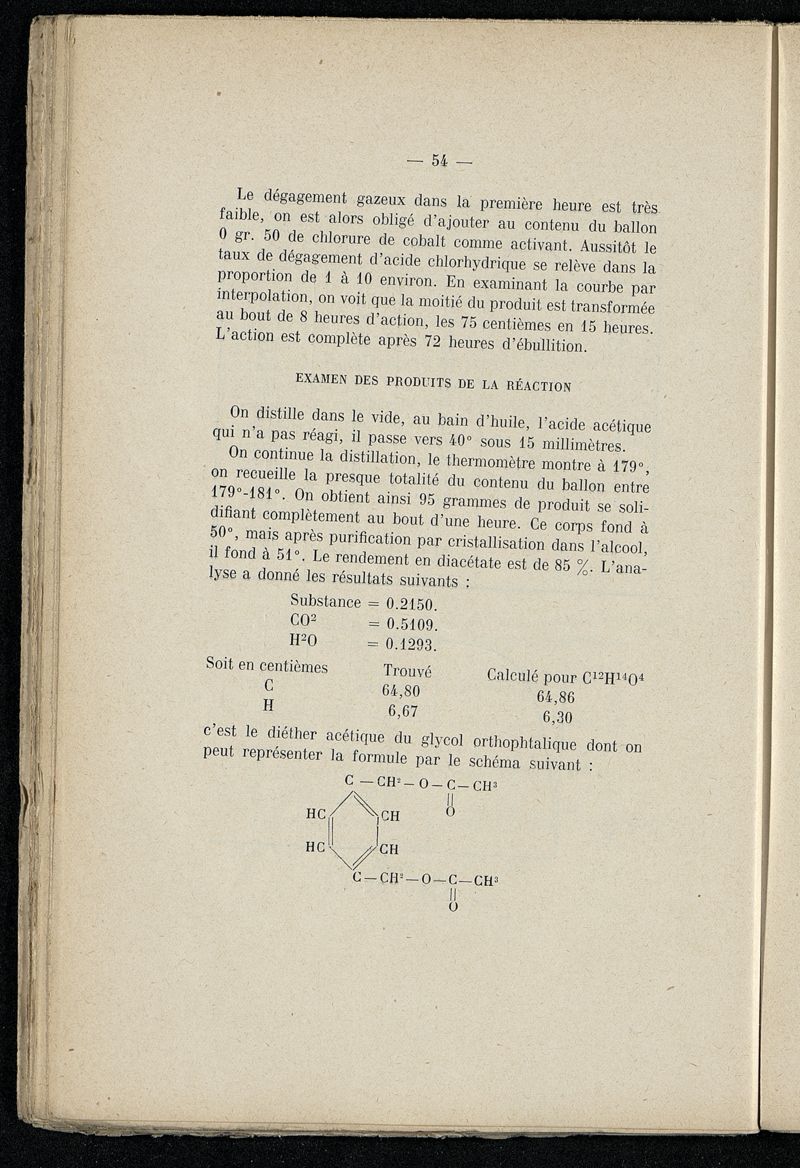 — 54 —
Le dégagement gazeux dans la première heure est très
faible, on est alors obligé d'ajouter au contenu du ballon
0 gr. 50 de chlorure de cobalt comme activant. Aussitôt le
taux de dégagement d'acide chlorhydrique se relève dans la
proportion de 1 à 10 environ. En examinant la courbe par
interpolation, on voit que la moitié du produit est transformée
au bout de 8 heures d'action, les 75 centièmes en 15 heures.
L'action est complète après 72 heures d'ébullition.
EXAMEN DES PRODUITS DE LA RÉACTION
On distille dans le vide, au bain d'huile, l'acide acétique
qui n'a pas réagi, il passe vers 40° sous 15 millimètres.
On continue la distillation, le thermomètre montre à 179°,
on recueille la presque totalité du contenu du ballon entre
179°-181°. On obtient ainsi 95 grammes de produit se soli-
difiant complètement au bout d'une heure. Ce corps fond à
50°, mais après purification par cristallisation dans l'alcool,
il fond à 51°. Le rendement en diacétate est de 85 %. L'ana-
lyse a donné les résultats suivants :
Substance = 0.2150.
CO² = 0.5109.
H²O = 0.1293.
Soit en centièmes Trouvé Calculé pour C¹²H¹⁴O⁴
C 64,80 64,86
H 6,67 6,30
c'est le diéther acétique du glycol orthophtalique dont on
peut représenter la formule par le schéma suivant :
C — CH² — O — C — CH³
HC CH O
HC CH
C — CH² — O — C — CH³
O